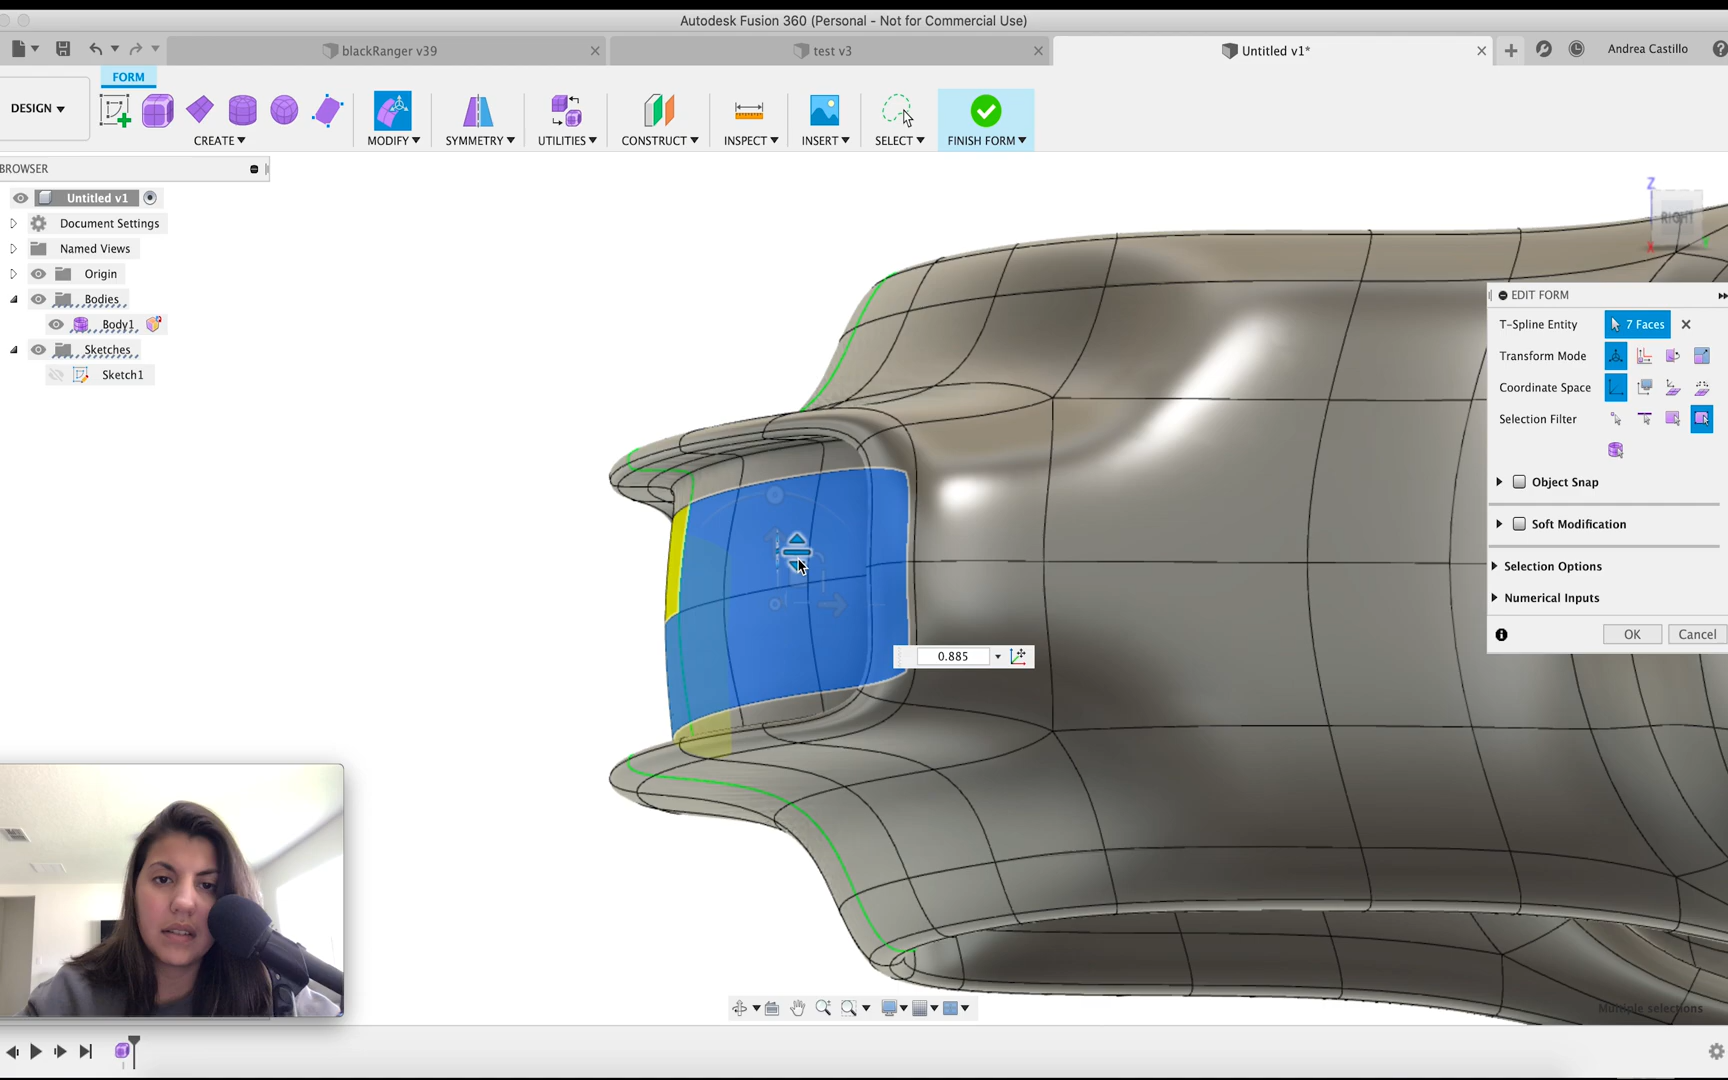 Autodesk Fusion 360 (Personal - Not for Commercial Use)
blackRanger v39
test v3
Untitled v1*
Andrea Castillo
FORM
DESIGN
CREATE
MODIFY
SYMMETRY
UTILITIES
CONSTRUCT
INSPECT
INSERT
SELECT
FINISH FORM
BROWSER
Untitled v1
Document Settings
Named Views
Origin
Bodies
Body1
Sketches
Sketch1
Z
RIGHT
X
EDIT FORM
T-Spline Entity
7 Faces
Transform Mode
Coordinate Space
Selection Filter
Object Snap
Soft Modification
Selection Options
Numerical Inputs
OK
Cancel
0.885
Multiple selections